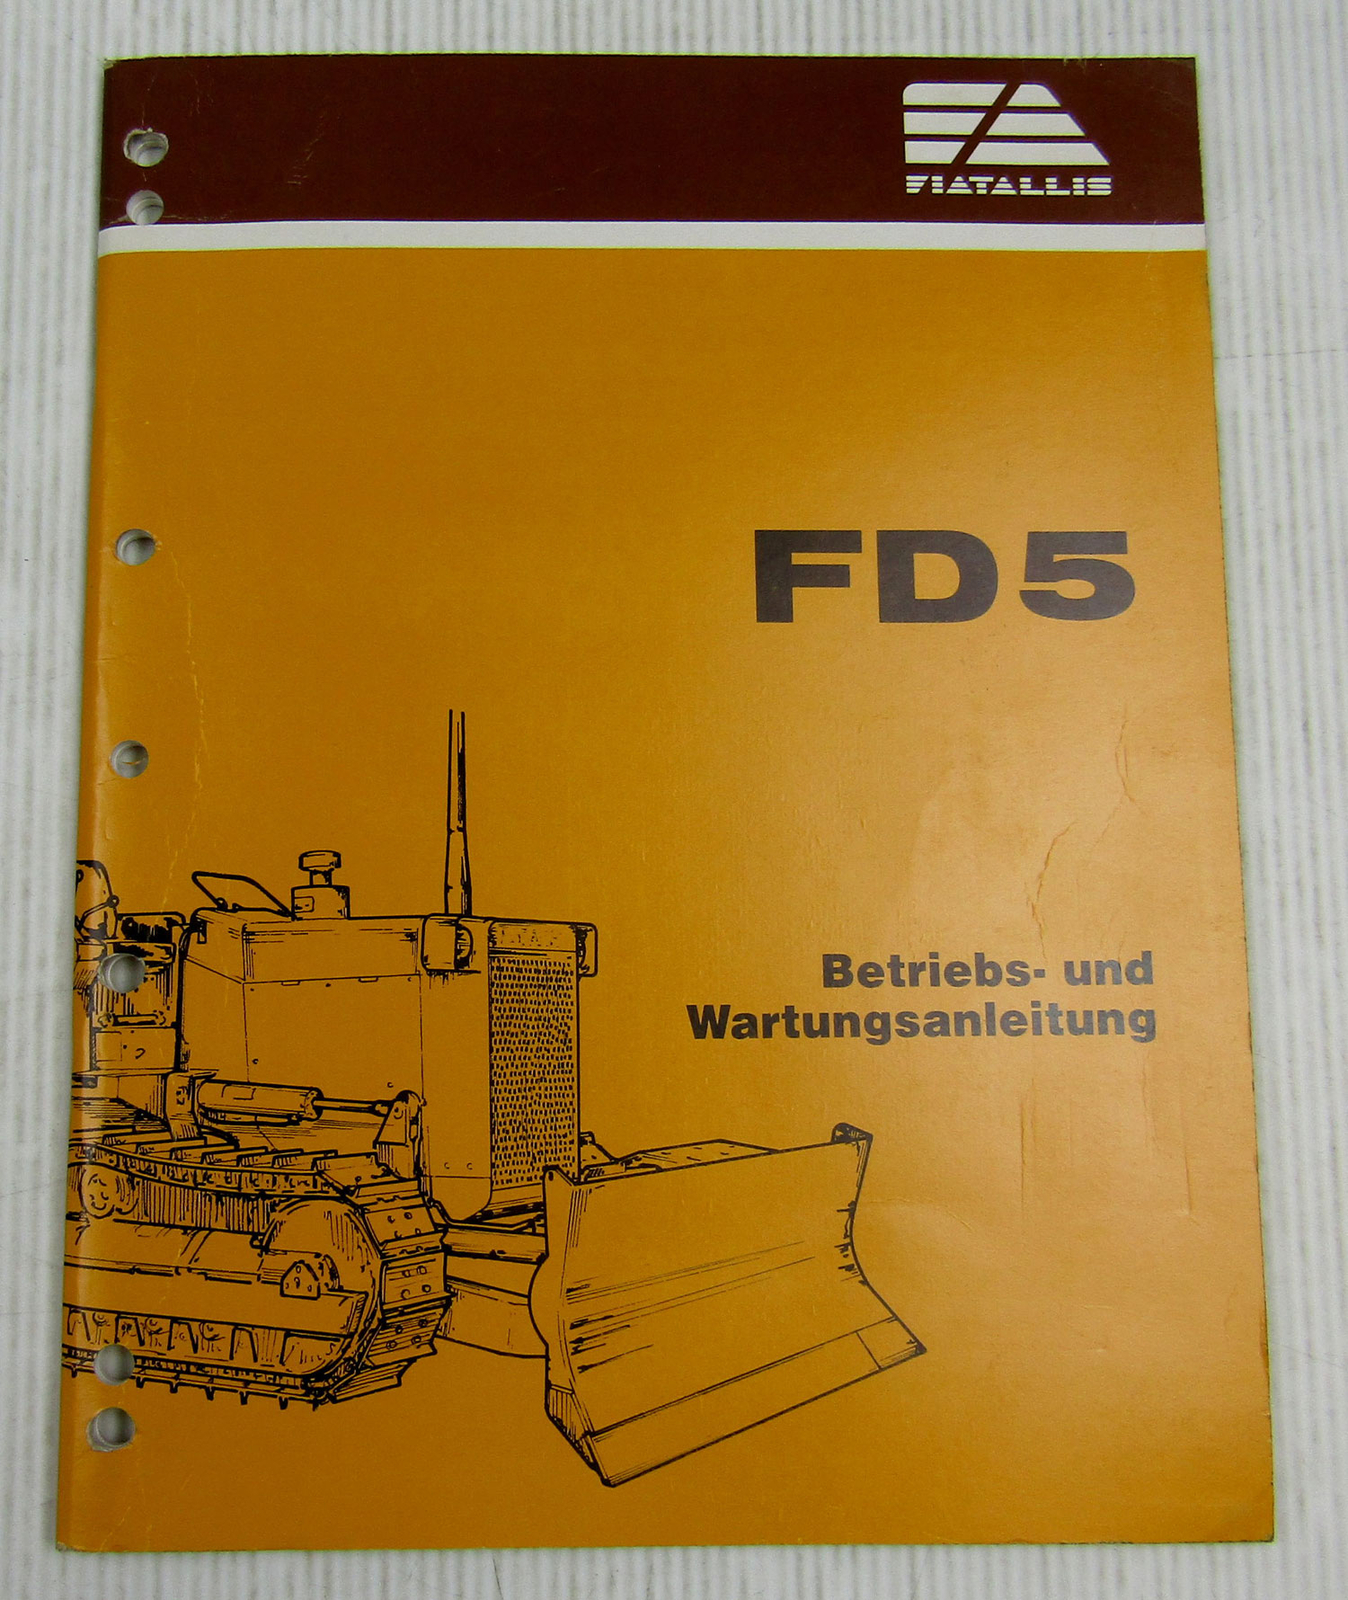 FIATALLIS
FD5
Betriebs- und
Wartungsanleitung